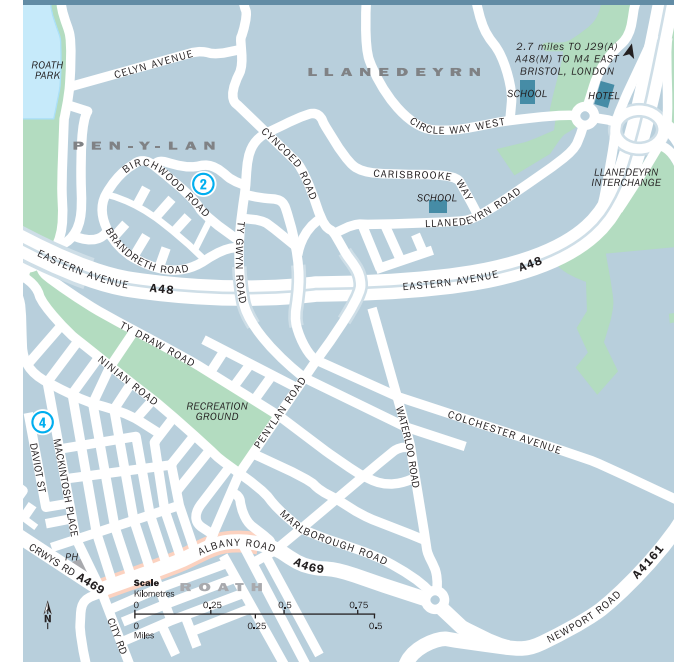 2.7 miles TO J29(A)
A48(M) TO M4 EAST
BRISTOL, LONDON
ROATH
PARK
CELYN AVENUE
LLANEDEYRN
SCHOOL
HOTEL
CIRCLE WAY WEST
PEN-Y-LAN
CYNCOED ROAD
BIRCHWOOD ROAD
2
CARISBROOKE WAY
LLANEDEYRN
INTERCHANGE
SCHOOL
LLANEDEYRN ROAD
BRANDRETH ROAD
TY GWYN ROAD
EASTERN AVENUE A48
EASTERN AVENUE A48
TY DRAW ROAD
NINIAN ROAD
RECREATION
GROUND
PENYLAN ROAD
WATERLOO ROAD
COLCHESTER AVENUE
4
MACKINTOSH PLACE
DAVIOT ST
MARLBOROUGH ROAD
ALBANY ROAD
A469
PH
CRWYS RD A469
ROATH
Scale
Kilometres
0 0.25 0.5 0.75
0 0.25 0.5
Miles
N
CITY RD
NEWPORT ROAD
A4161